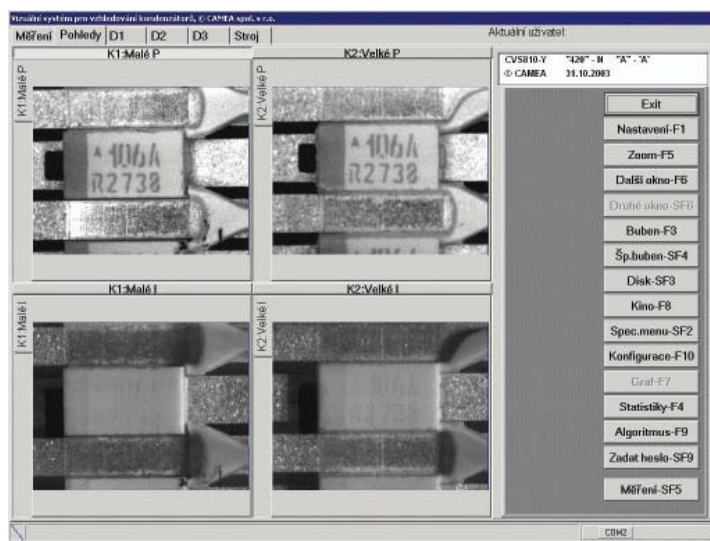 Vizuální systém pro vzhledování kondenzátorů, © CAMEA spol. s r.o.
Měření Pohledy D1 D2 D3 Stroj
Aktuální uživatel:
K1:Malé P
K2:Velké P
K1:Malé P
K2:Velké P
106A
R2738
106A
R2738
CVS810-Y "420" - N "A" - "A"
© CAMEA 31.10.2003
Exit
Nastavení-F1
Zoom-F5
Další okno-F6
Druhé okno-SF6
Buben-F3
Šp.buben-SF4
Disk-SF3
Kino-F8
Spec.menu-SF2
Konfigurace-F10
Graf-F7
Statistiky-F4
Algoritmus-F9
Zadat heslo-SF9
Měření-SF5
K1:Malé I
K2:Velké I
K1:Malé I
K2:Velké I
COM2